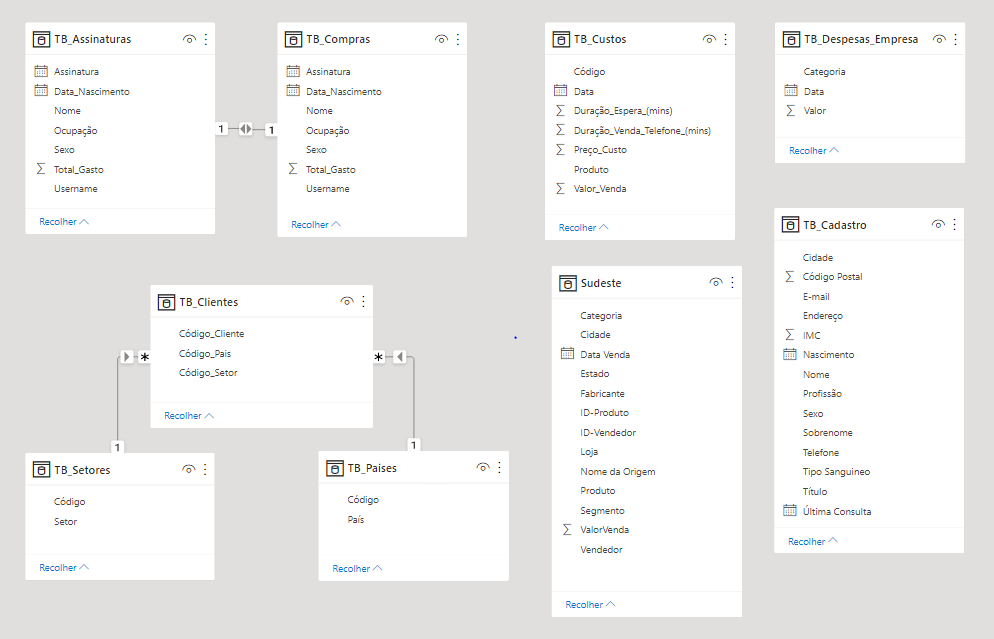 TB_Assinaturas
Assinatura
Data_Nascimento
Nome
Ocupação
Sexo
Total_Gasto
Username
Recolher
1
1
TB_Compras
Assinatura
Data_Nascimento
Nome
Ocupação
Sexo
Total_Gasto
Username
Recolher
TB_Custos
Código
Data
Duração_Espera_(mins)
Duração_Venda_Telefone_(mins)
Preço_Custo
Produto
Valor_Venda
Recolher
TB_Despesas_Empresa
Categoria
Data
Valor
Recolher
TB_Clientes
Código_Cliente
Código_Pais
Código_Setor
Recolher
*
*
1
1
TB_Setores
Código
Setor
Recolher
TB_Países
Código
País
Recolher
Sudeste
Categoria
Cidade
Data Venda
Estado
Fabricante
ID-Produto
ID-Vendedor
Loja
Nome da Origem
Produto
Segmento
ValorVenda
Vendedor
Recolher
TB_Cadastro
Cidade
Código Postal
E-mail
Endereço
IMC
Nascimento
Nome
Profissão
Sexo
Sobrenome
Telefone
Tipo Sanguineo
Título
Última Consulta
Recolher